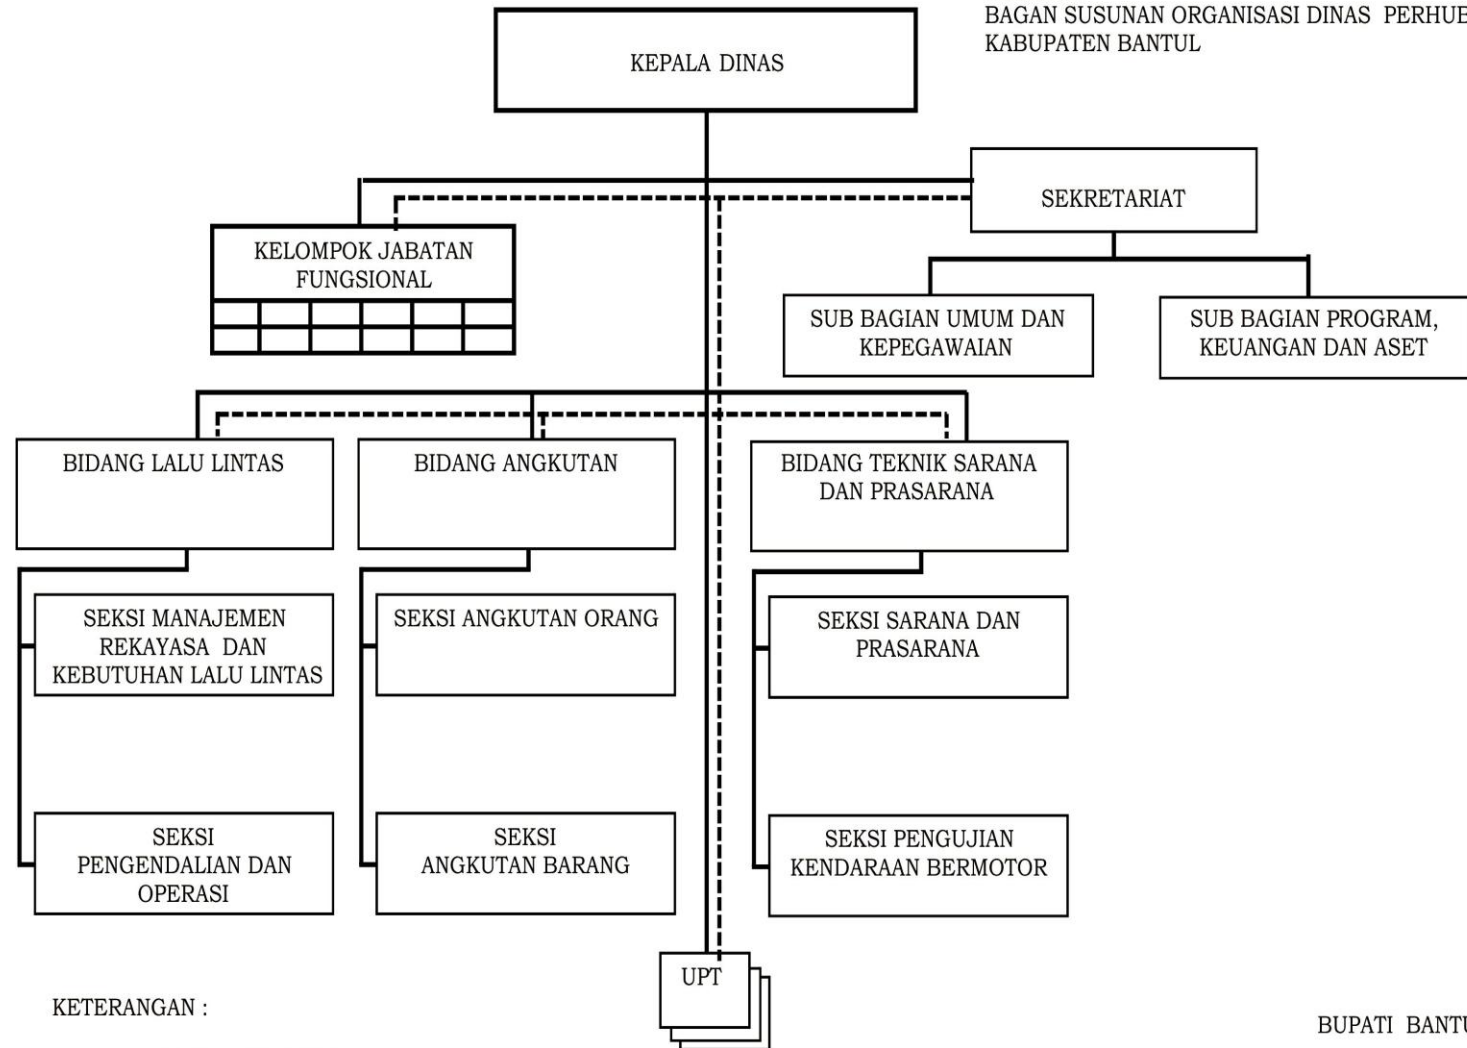 BAGAN SUSUNAN ORGANISASI DINAS PERHUB
KABUPATEN BANTUL
KEPALA DINAS
SEKRETARIAT
KELOMPOK JABATAN
FUNGSIONAL
SUB BAGIAN UMUM DAN
KEPEGAWAIAN
SUB BAGIAN PROGRAM,
KEUANGAN DAN ASET
BIDANG LALU LINTAS
BIDANG ANGKUTAN
BIDANG TEKNIK SARANA
DAN PRASARANA
SEKSI MANAJEMEN
REKAYASA DAN
KEBUTUHAN LALU LINTAS
SEKSI ANGKUTAN ORANG
SEKSI SARANA DAN
PRASARANA
SEKSI
PENGENDALIAN DAN
OPERASI
SEKSI
ANGKUTAN BARANG
SEKSI PENGUJIAN
KENDARAAN BERMOTOR
UPT
KETERANGAN :
BUPATI BANTU